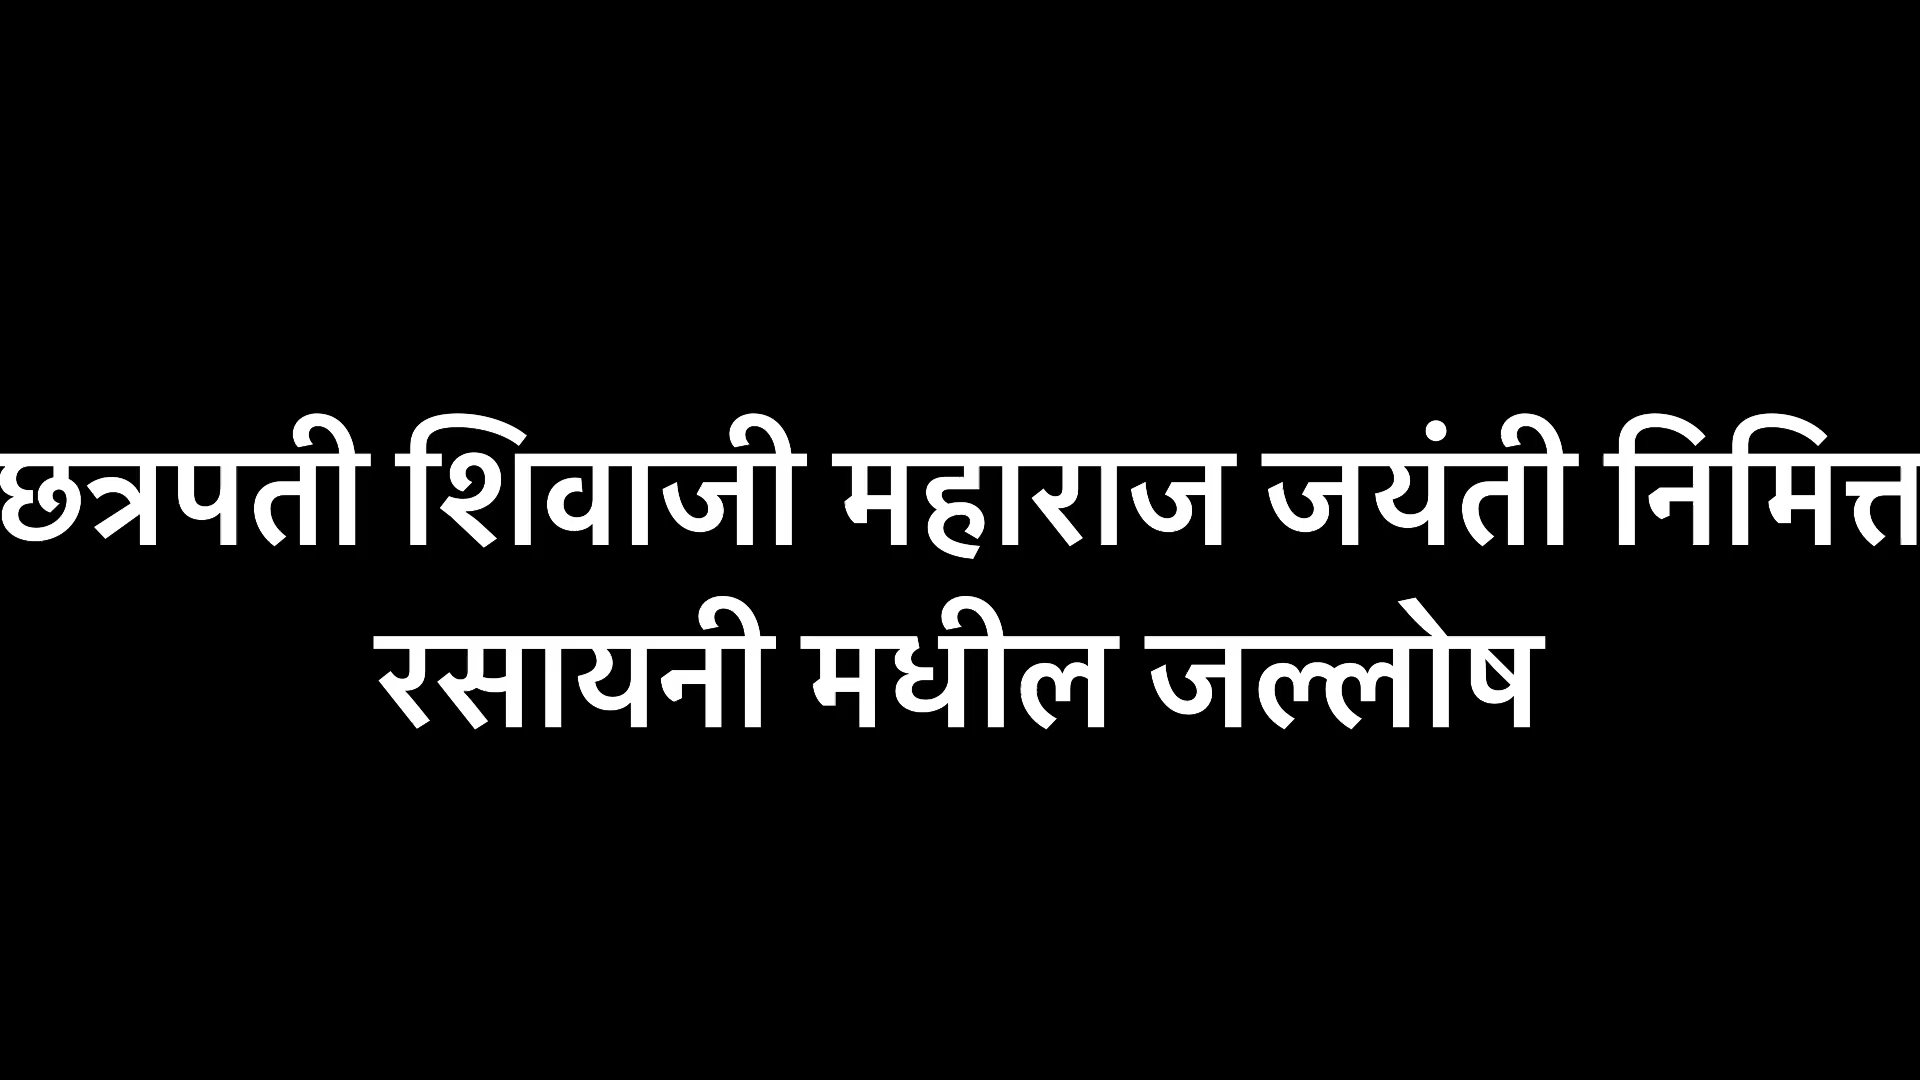 छत्रपती शिवाजी महाराज जयंती निमित्त
रसायनी मधील जल्लोष